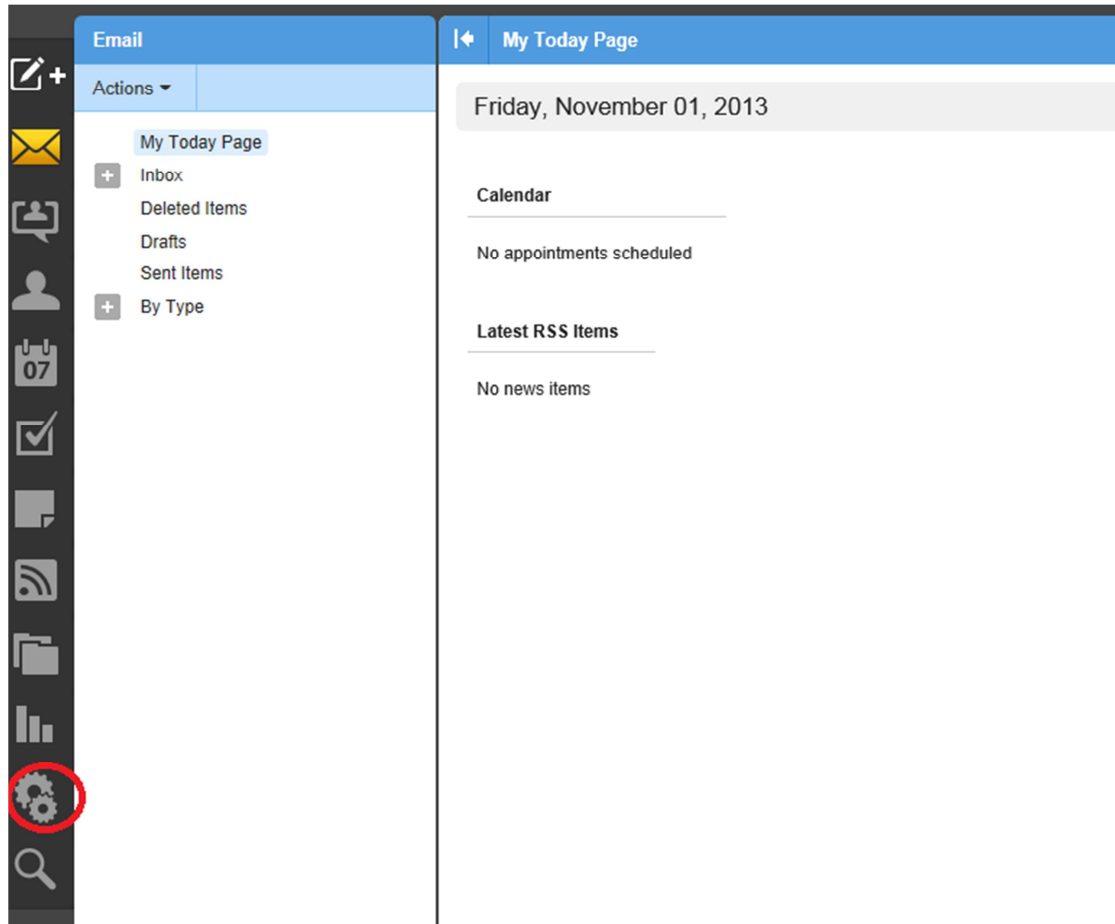 Email
Actions
My Today Page
Inbox
Deleted Items
Drafts
Sent Items
By Type
07
My Today Page
Friday, November 01, 2013
Calendar
No appointments scheduled
Latest RSS Items
No news items